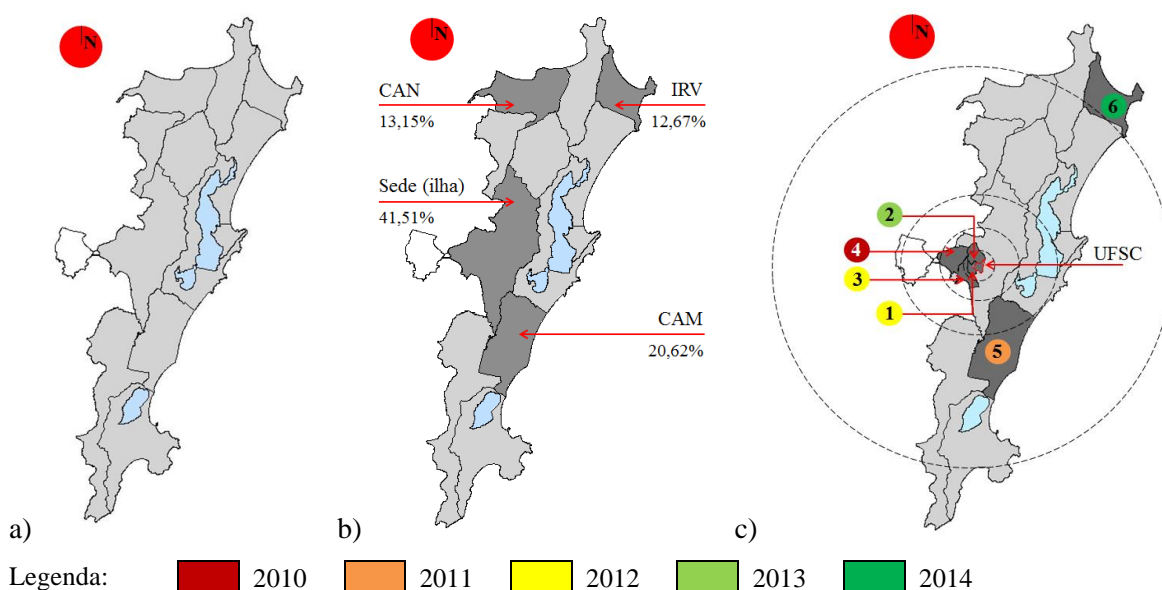 N
N
N
CAN
13,15%
IRV
12,67%
Sede (ilha)
41,51%
CAM
20,62%
6
2
4
UFSC
3
1
5
a)
b)
c)
Legenda:
2010
2011
2012
2013
2014